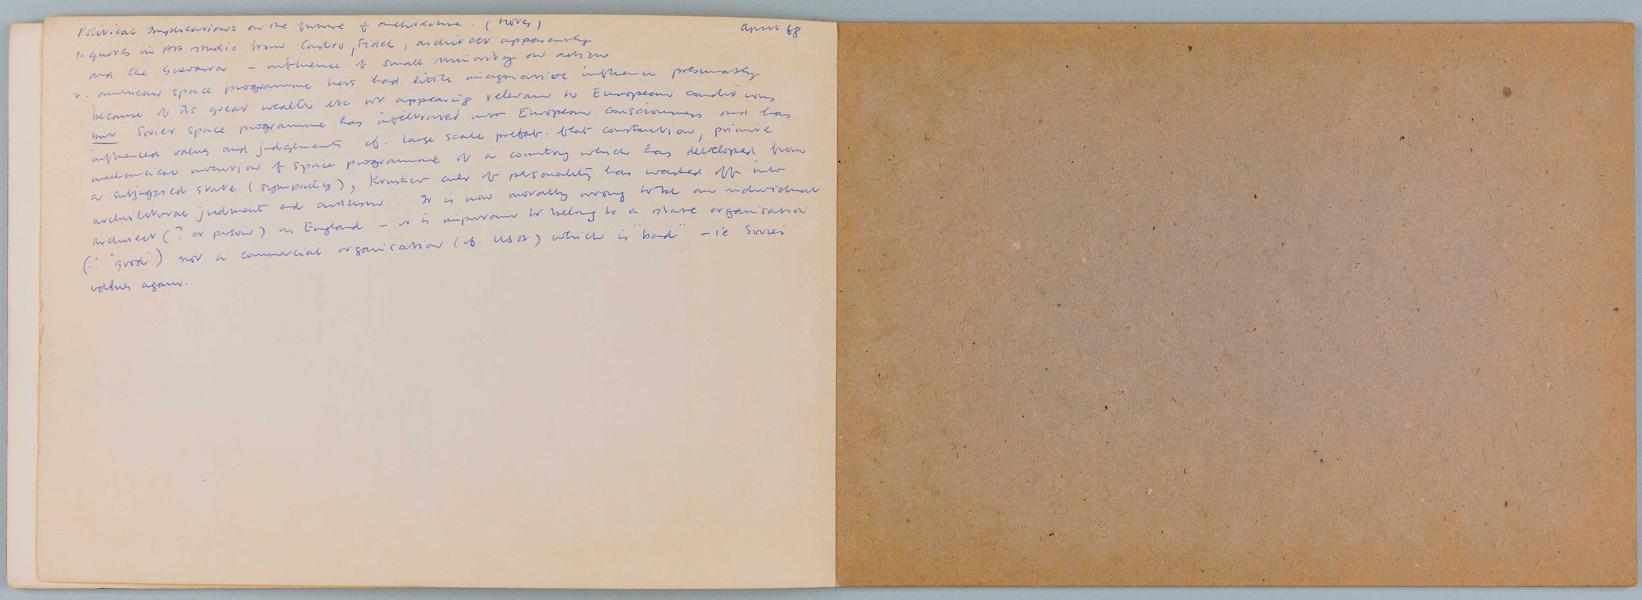 Political Implications on the future of architecture. (notes) April 68
1. quotes in AA studio from Castro, Fidel, architect apparently
and Che Guevara – influence of small minority on action
2. american space programme has had little imaginative influence presumably
because of its great wealth etc not appearing relevant to European conditions
but Soviet space programme has infiltrated into European consciousness and has
influenced values and judgments cf. large scale prefab. flat construction, primitive
mechanical of space programme of a country which has developed from
a subjugated state (sympathy), Kruschev cult of personality has washed off into
architectural judgment and criticism. It is now morally wrong to be an individual
architect (? or person) in England – it is important to belong to a state organisation
(∴ "good") not a commercial organisation (cf. USA) which is "bad" – ie Soviet
values again.